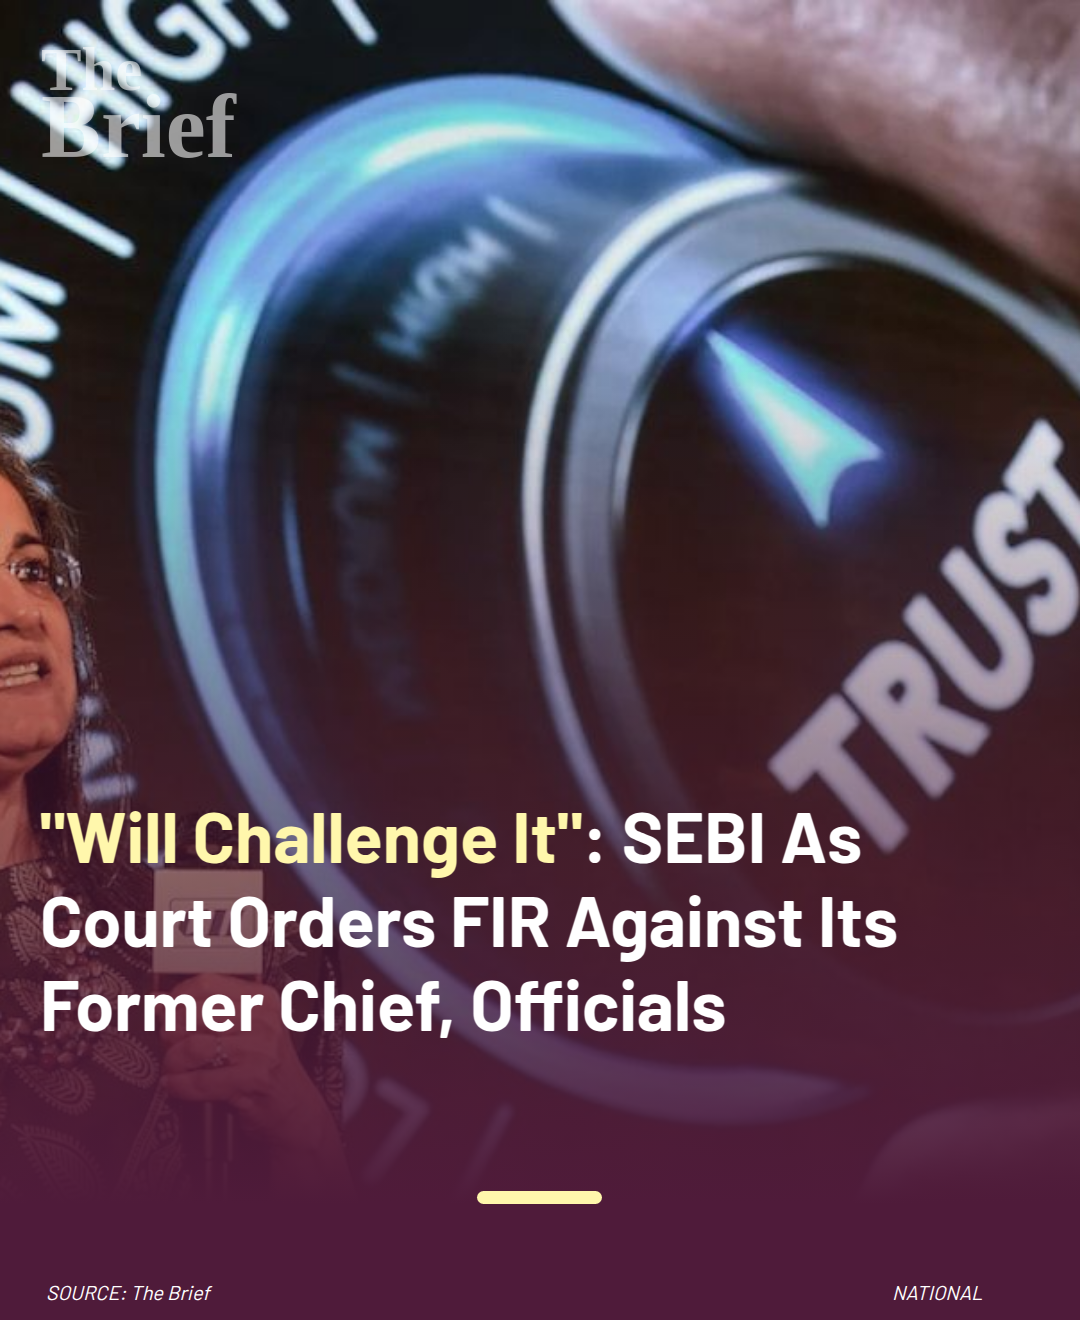 The
Brief
HIGH
TRUST
"Will Challenge It": SEBI As
Court Orders FIR Against Its
Former Chief, Officials
SOURCE: The Brief
NATIONAL